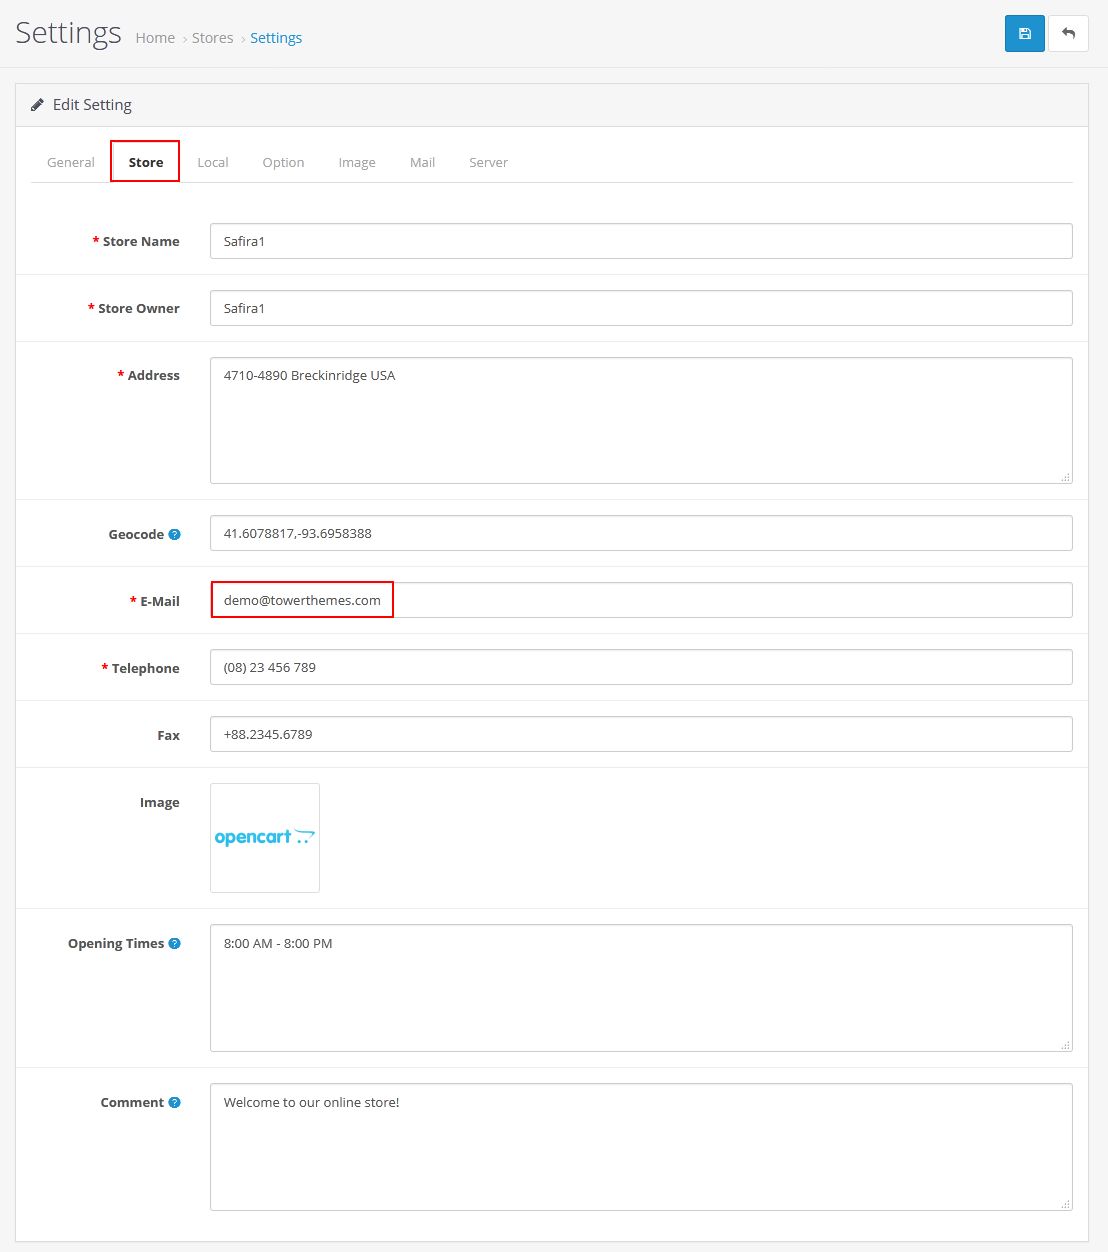 Settings Home › Stores › Settings
Edit Setting
General Store Local Option Image Mail Server
* Store Name Safira1
* Store Owner Safira1
* Address 4710-4890 Breckinridge USA
Geocode ? 41.6078817,-93.6958388
* E-Mail demo@towerthemes.com
* Telephone (08) 23 456 789
Fax +88.2345.6789
Image
opencart
Opening Times ? 8:00 AM - 8:00 PM
Comment ? Welcome to our online store!